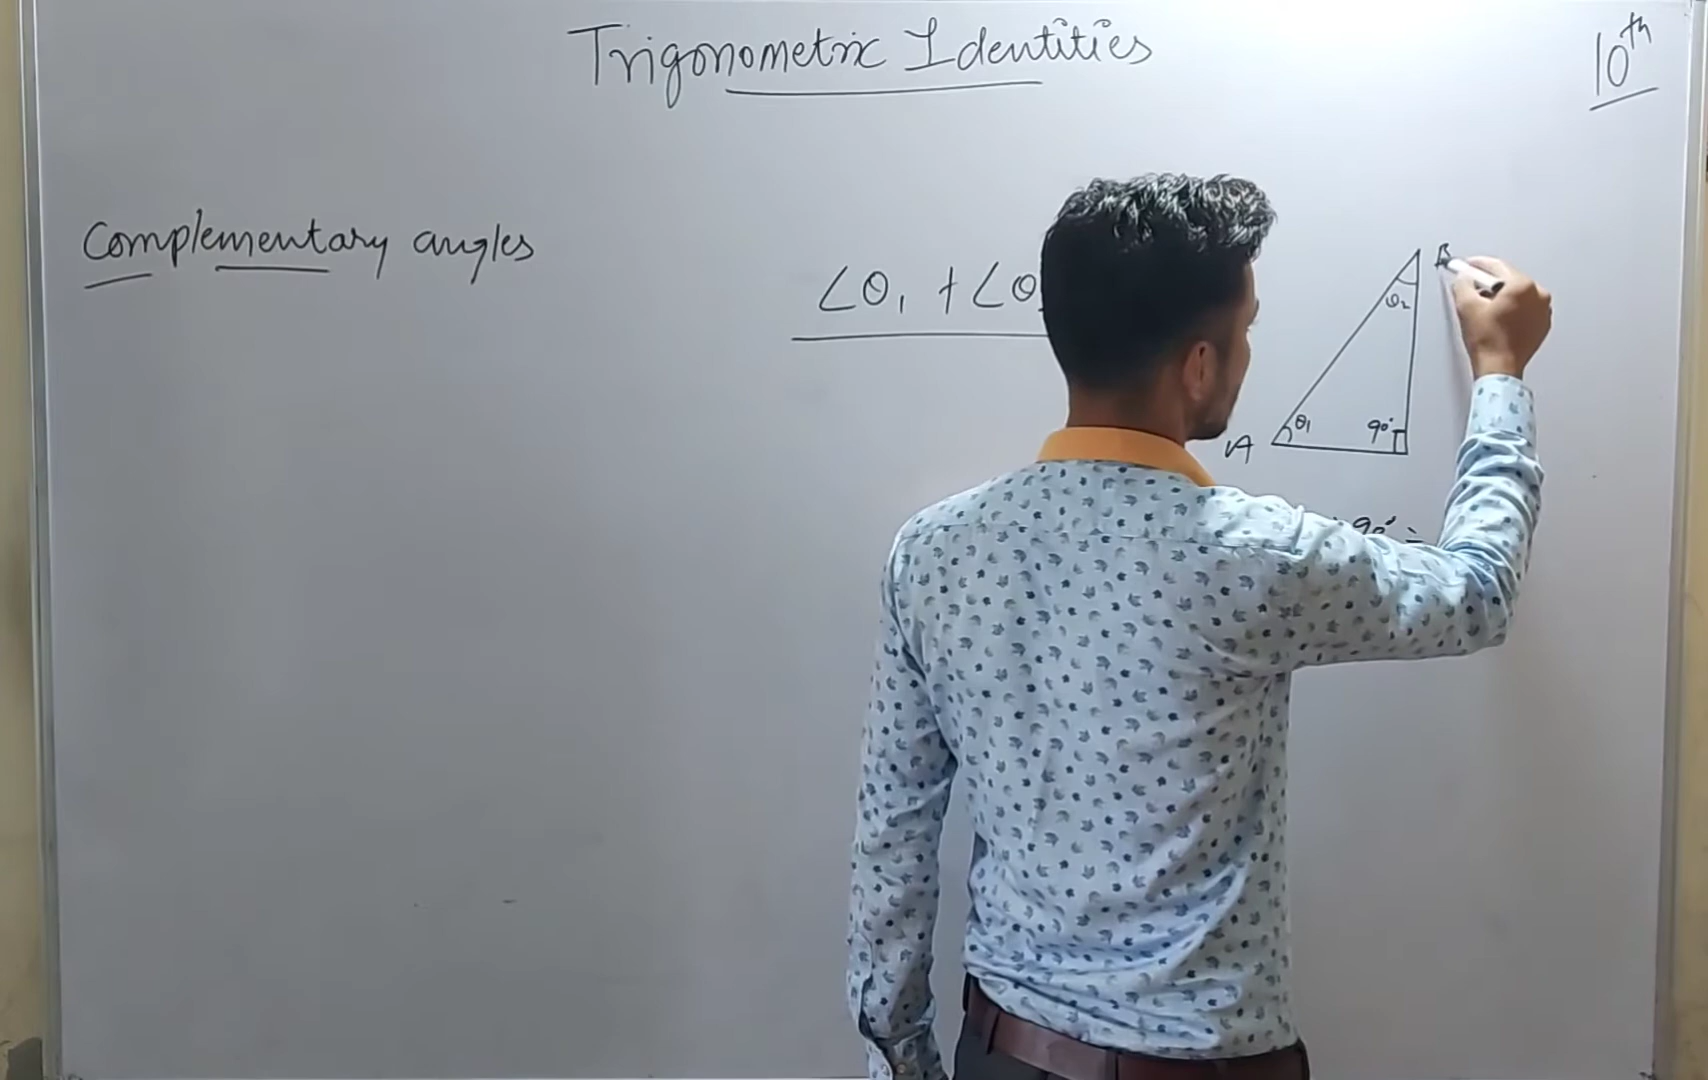 Trigonometric Identities
10th
Complementary angles
∠θ₁ + ∠θ
B
θ₂
θ₁
90°
A
90° =